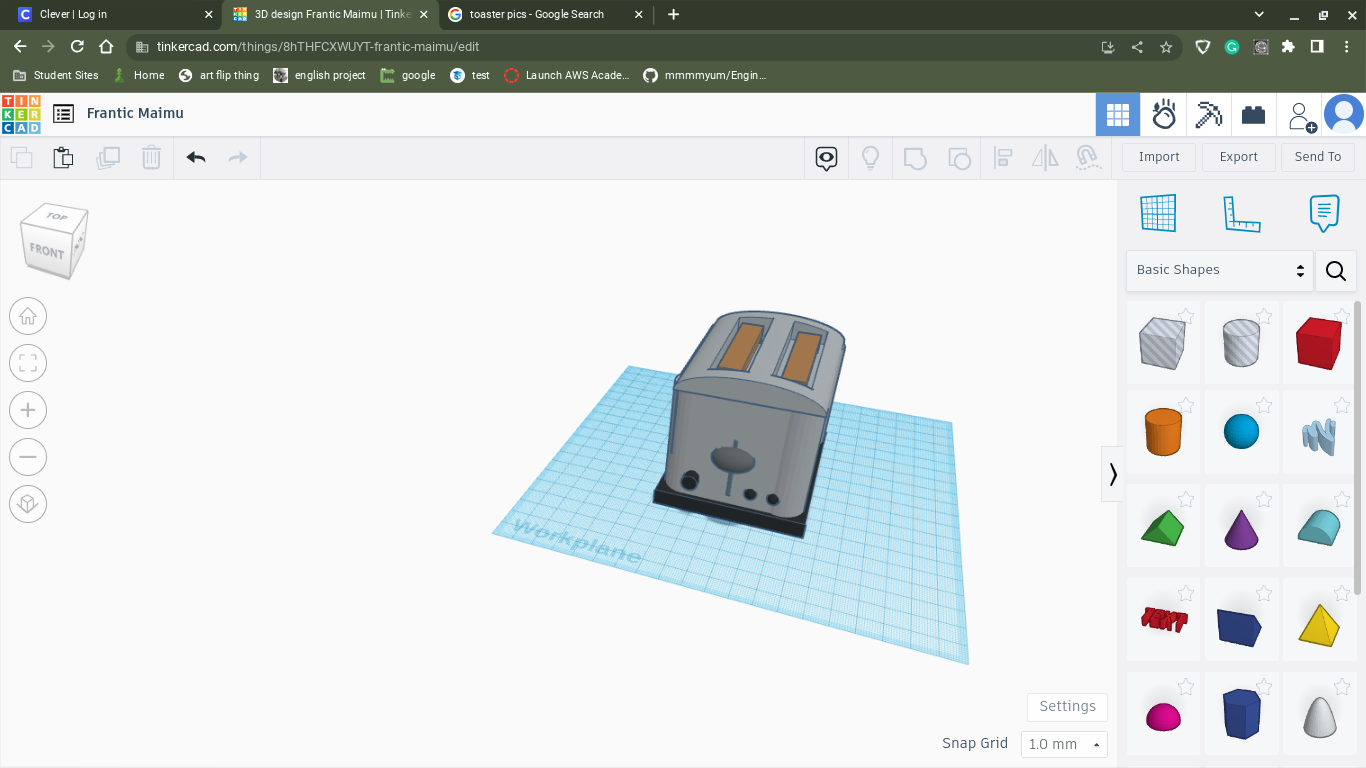 Clever | Log in
3D design Frantic Maimu | Tinke
toaster pics - Google Search
tinkercad.com/things/8hTHFCXWUYT-frantic-maimu/edit
Student Sites
Home
art flip thing
english project
google
test
Launch AWS Acade...
mmmmyum/Engin...
TIN
KER
CAD
Frantic Maimu
Import
Export
Send To
TOP
FRONT
Basic Shapes
TEXT
Workplane
Settings
Snap Grid
1.0 mm